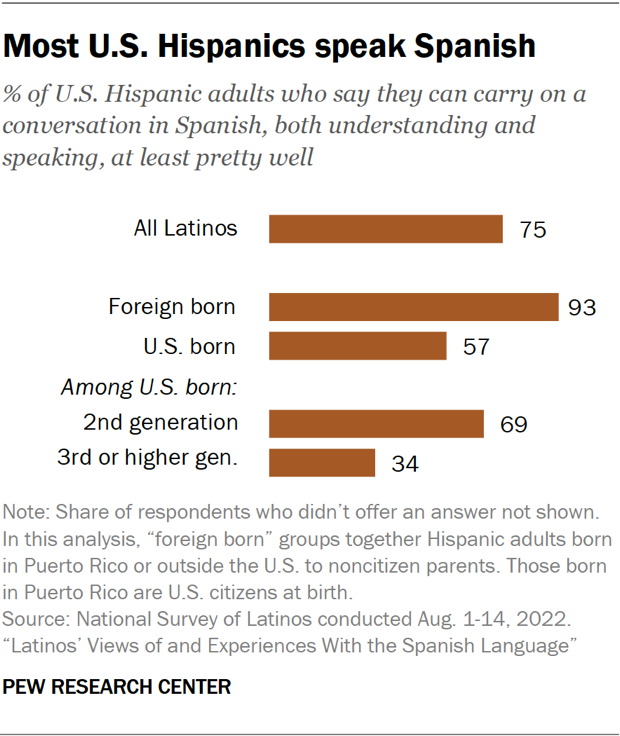 Most U.S. Hispanics speak Spanish
% of U.S. Hispanic adults who say they can carry on a
conversation in Spanish, both understanding and
speaking, at least pretty well
All Latinos 75
Foreign born 93
U.S. born 57
Among U.S. born:
2nd generation 69
3rd or higher gen. 34
Note: Share of respondents who didn’t offer an answer not shown.
In this analysis, “foreign born” groups together Hispanic adults born
in Puerto Rico or outside the U.S. to noncitizen parents. Those born
in Puerto Rico are U.S. citizens at birth.
Source: National Survey of Latinos conducted Aug. 1-14, 2022.
“Latinos’ Views of and Experiences With the Spanish Language”
PEW RESEARCH CENTER